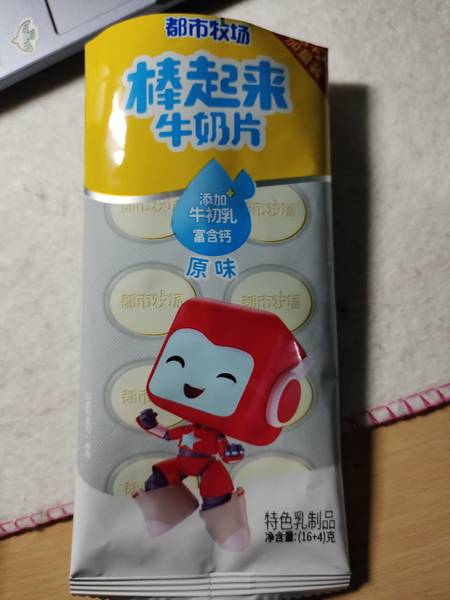 都市牧场
棒起来
牛奶片
添加+
牛初乳
富含钙
原味
都市牧场
都市牧场
都市牧场
都市牧场
特色乳制品
净含量:(16+4)克